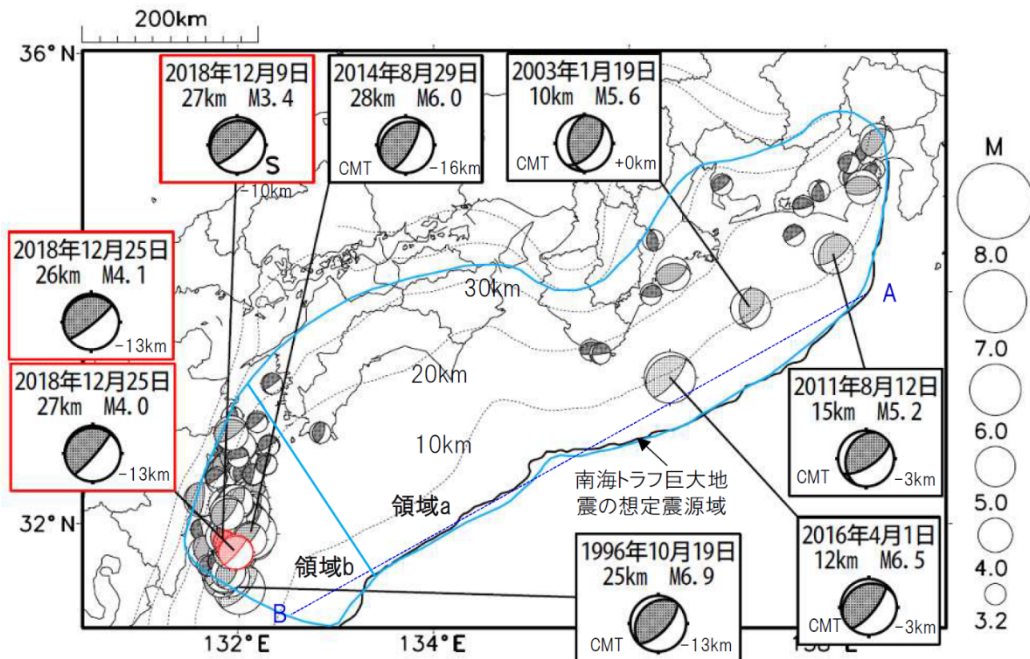 200km
36°N
2018年12月9日
27km M3.4
S
-10km
2014年8月29日
28km M6.0
CMT
-16km
2003年1月19日
10km M5.6
CMT
+0km
M
8.0
7.0
6.0
5.0
4.0
3.2
2018年12月25日
26km M4.1
-13km
2018年12月25日
27km M4.0
-13km
30km
20km
10km
A
2011年8月12日
15km M5.2
CMT
-3km
南海トラフ巨大地
震の想定震源域
領域a
領域b
32°N
B
1996年10月19日
25km M6.9
CMT
-13km
2016年4月1日
12km M6.5
CMT
-3km
132°E
134°E